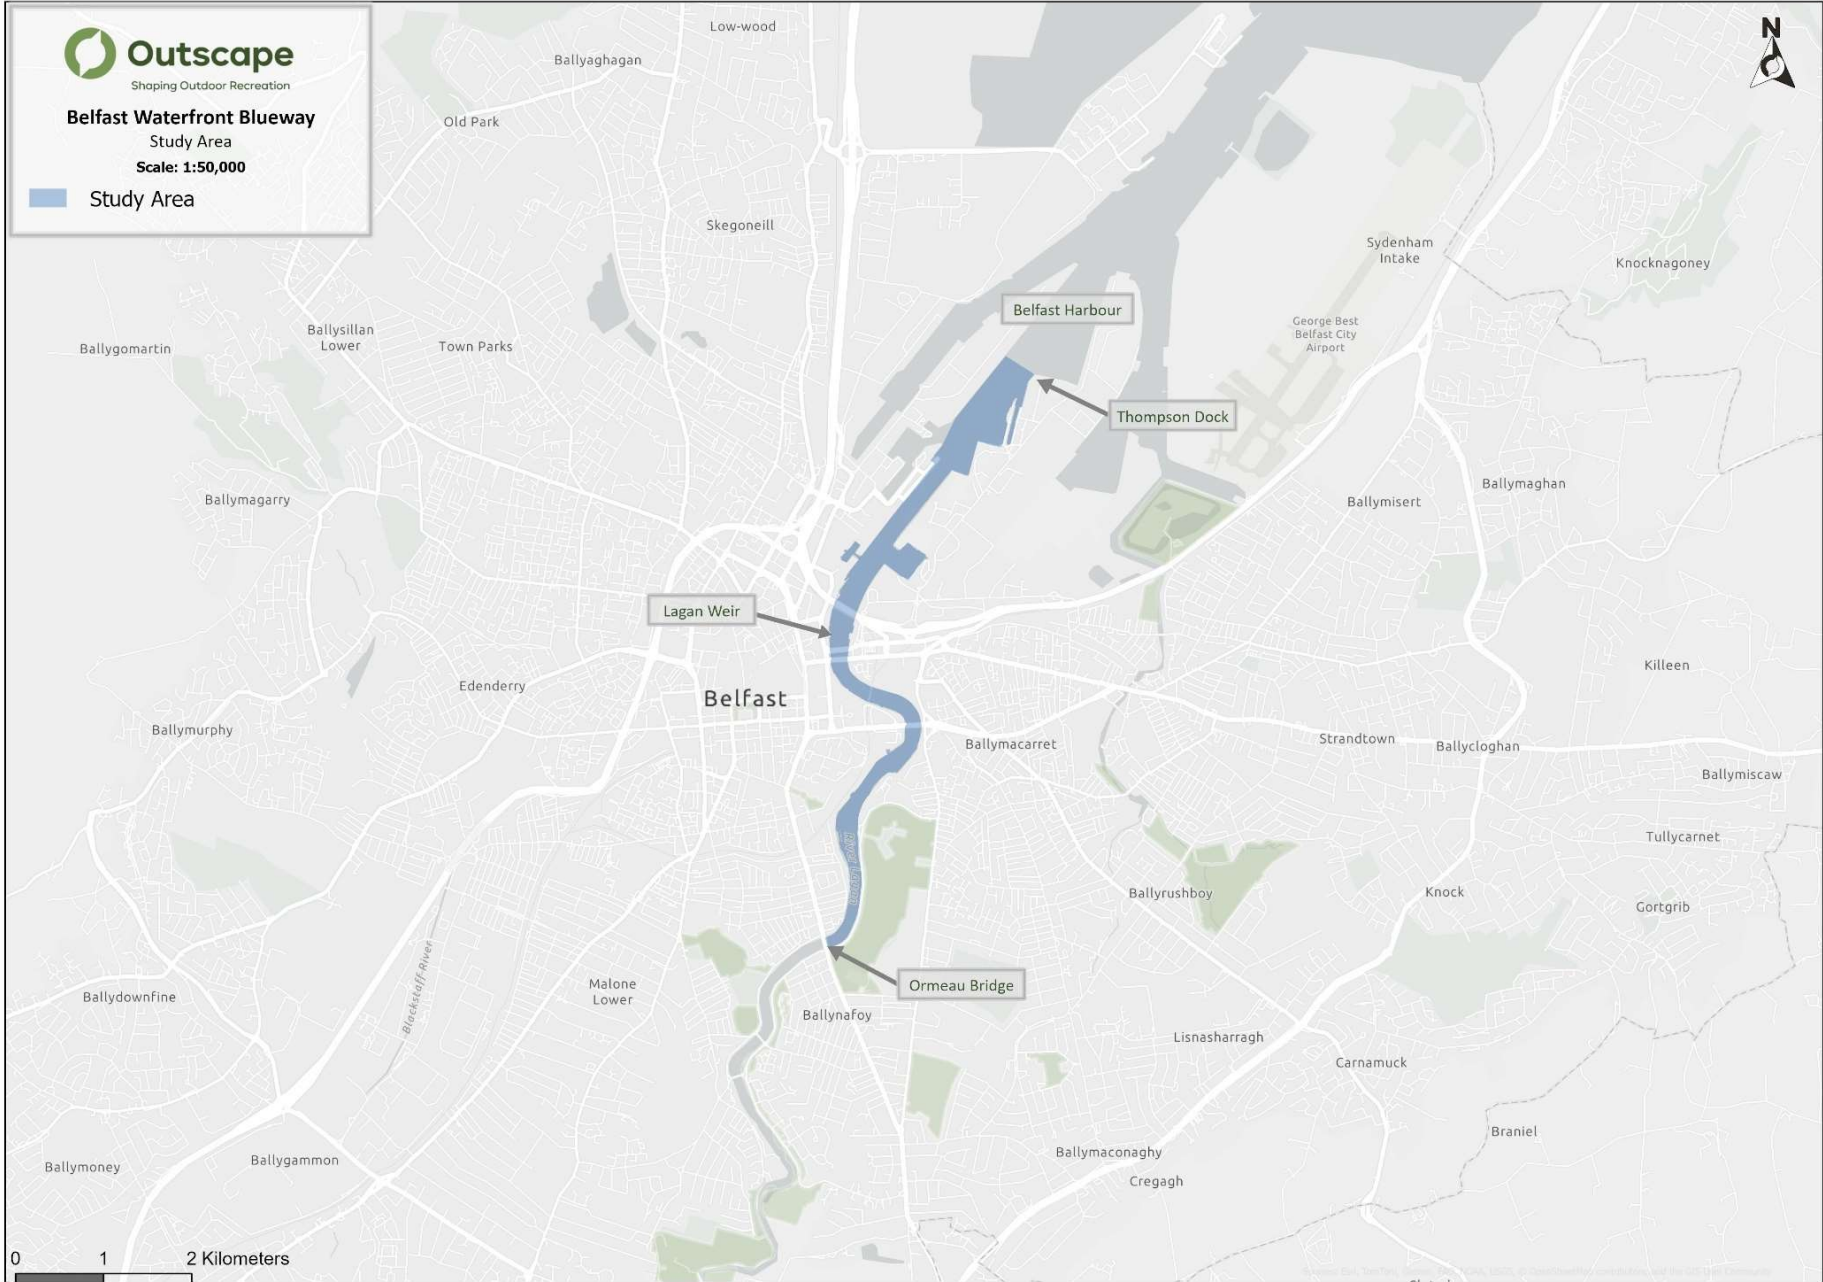 Outscape
Shaping Outdoor Recreation
Belfast Waterfront Blueway
Study Area
Scale: 1:50,000
Study Area
N
Low-wood
Ballyaghagan
Old Park
Skegoneill
Sydenham
Intake
Knocknagoney
Belfast Harbour
George Best
Belfast City
Airport
Ballysillan
Lower
Ballygomartin
Town Parks
Thompson Dock
Ballymagarry
Ballymisert
Ballymaghan
Lagan Weir
Killeen
Edenderry
Belfast
Ballymurphy
Ballymacarret
Strandtown
Ballycloghan
Ballymiscaw
Tullycarnet
Ballyrushboy
Knock
Gortgrib
Blackstaff River
Malone
Lower
Ormeau Bridge
Ballydownfine
Ballynafoy
Lisnasharragh
Carnamuck
Braniel
Ballymoney
Ballygammon
Ballymaconaghy
Cregagh
0 1 2 Kilometers